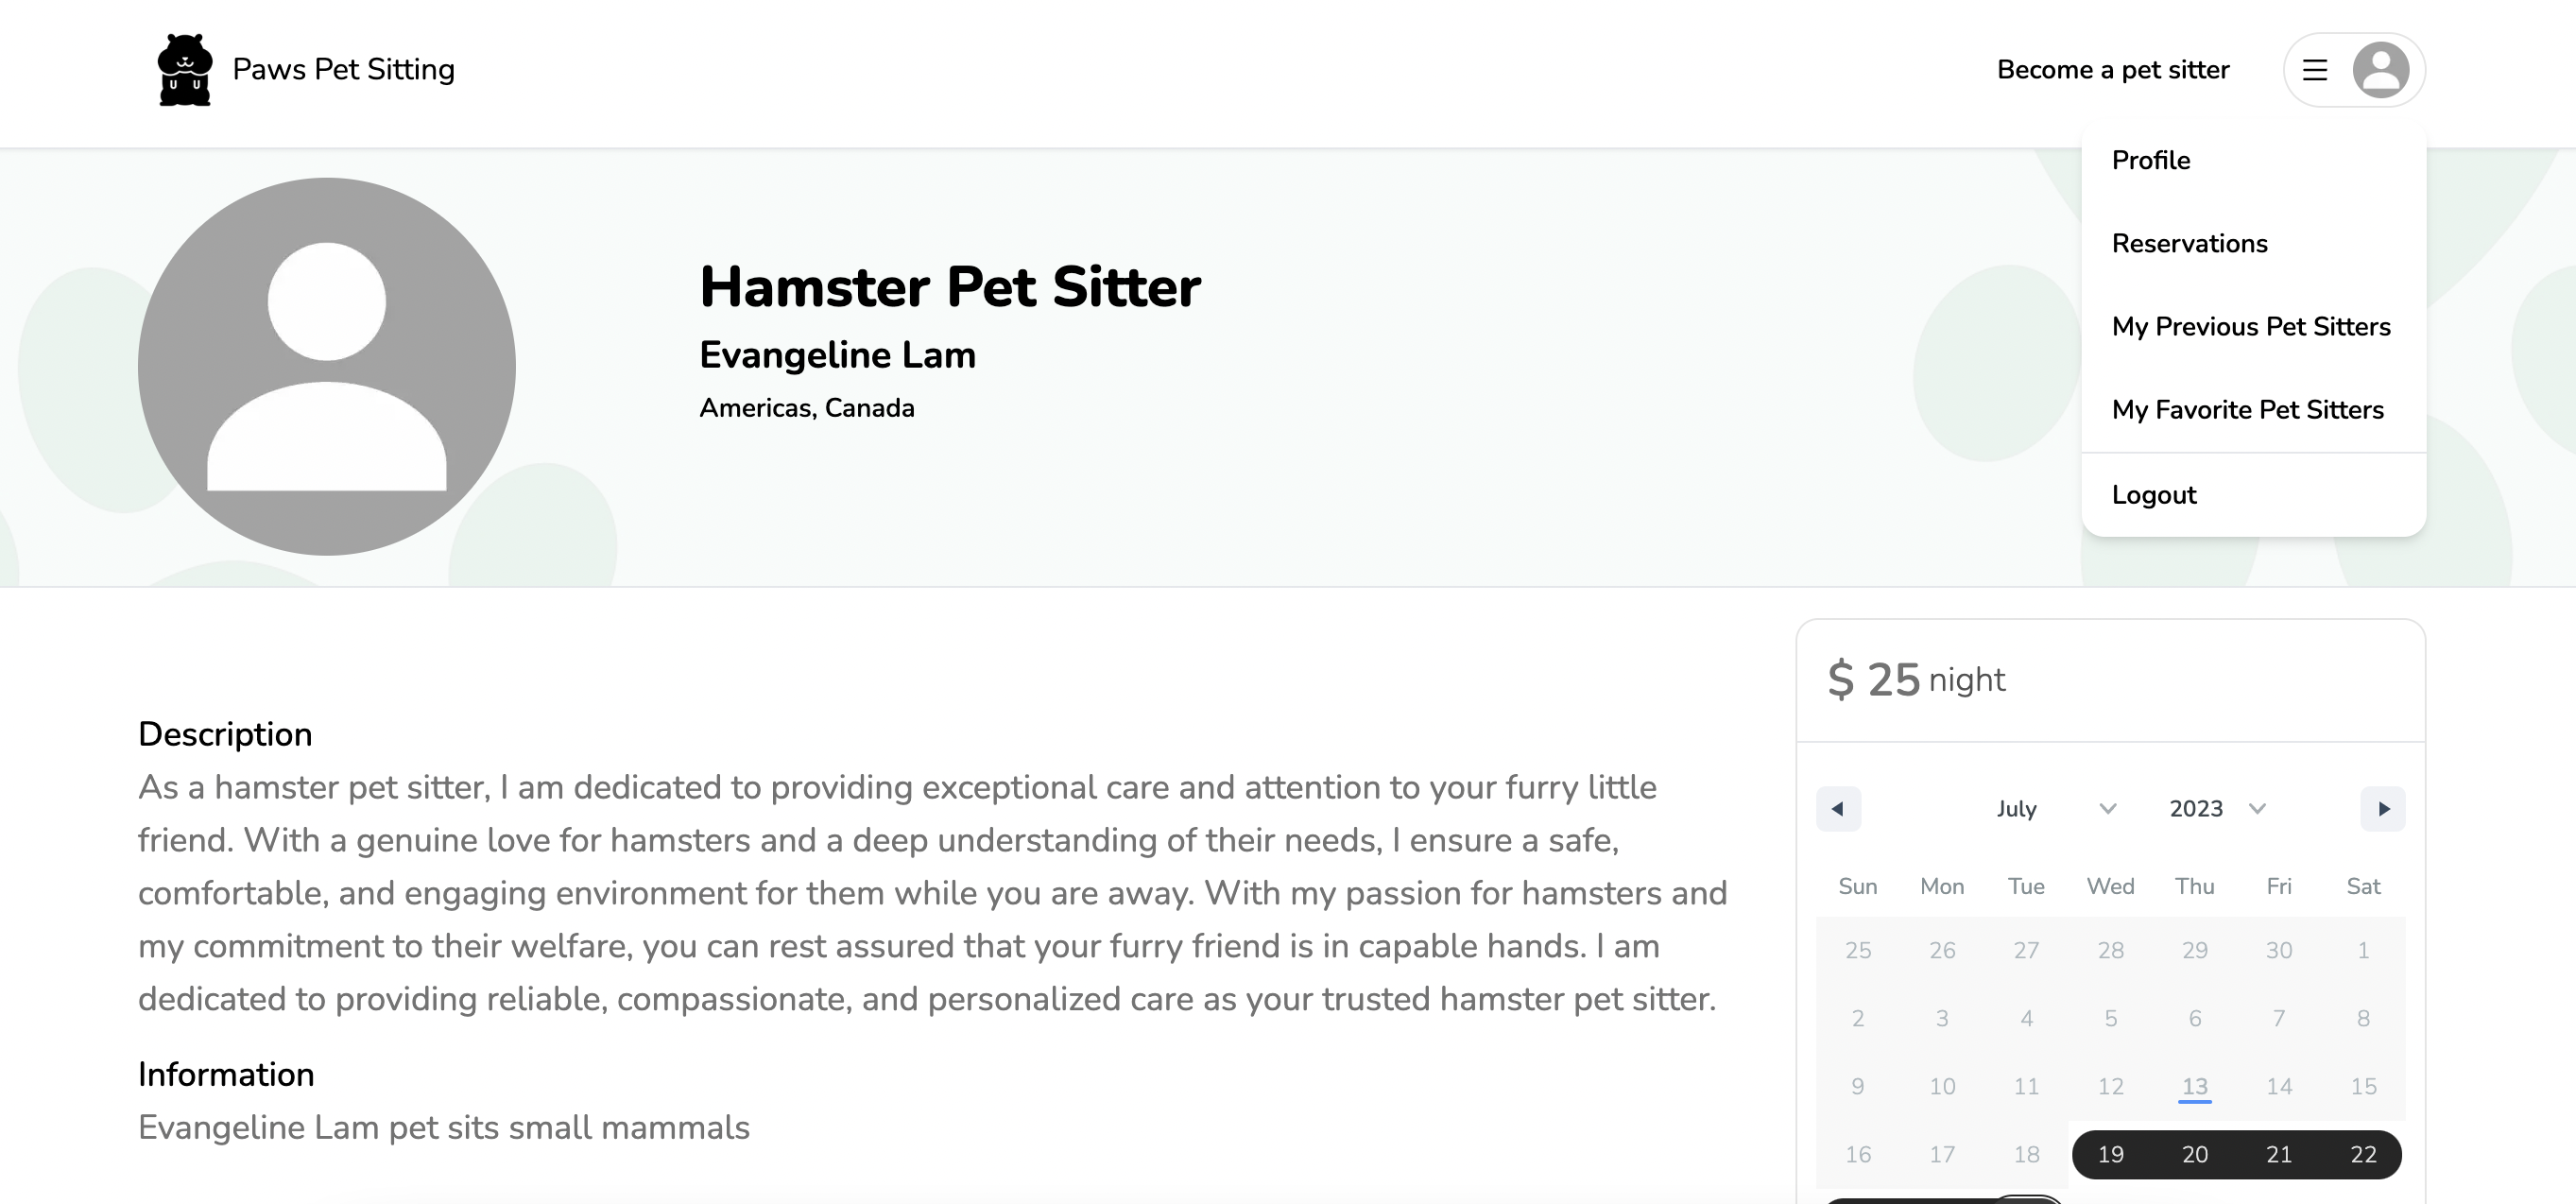 Paws Pet Sitting
Become a pet sitter
Profile
Reservations
My Previous Pet Sitters
My Favorite Pet Sitters
Logout
Hamster Pet Sitter
Evangeline Lam
Americas, Canada
Description
As a hamster pet sitter, I am dedicated to providing exceptional care and attention to your furry little
friend. With a genuine love for hamsters and a deep understanding of their needs, I ensure a safe,
comfortable, and engaging environment for them while you are away. With my passion for hamsters and
my commitment to their welfare, you can rest assured that your furry friend is in capable hands. I am
dedicated to providing reliable, compassionate, and personalized care as your trusted hamster pet sitter.
Information
Evangeline Lam pet sits small mammals
$ 25 night
July 2023
Sun Mon Tue Wed Thu Fri Sat
25 26 27 28 29 30 1
2 3 4 5 6 7 8
9 10 11 12 13 14 15
16 17 18 19 20 21 22